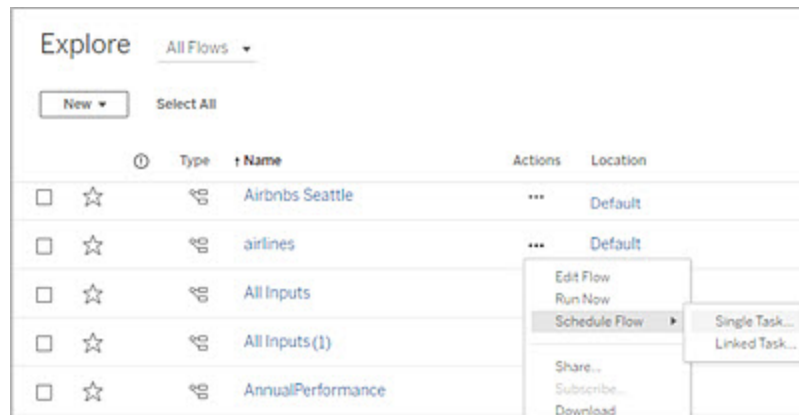 Explore All Flows
New Select All
Type Name Actions Location
Airbnbs Seattle ... Default
airlines ... Default
Edit Flow
All Inputs
Run Now
Schedule Flow Single Task...
All Inputs(1) Linked Task...
Share...
AnnualPerformance Subscribe...
Download